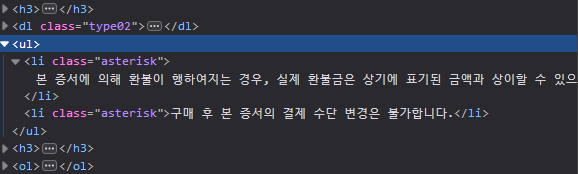 <h3>⋯</h3>
<dl class="type02">⋯</dl>
<ul>
<li class="asterisk">
본 증서에 의해 환불이 행하여지는 경우, 실제 환불금은 상기에 표기된 금액과 상이할 수 있으
</li>
<li class="asterisk">구매 후 본 증서의 결제 수단 변경은 불가합니다.</li>
</ul>
<h3>⋯</h3>
<ol>⋯</ol>